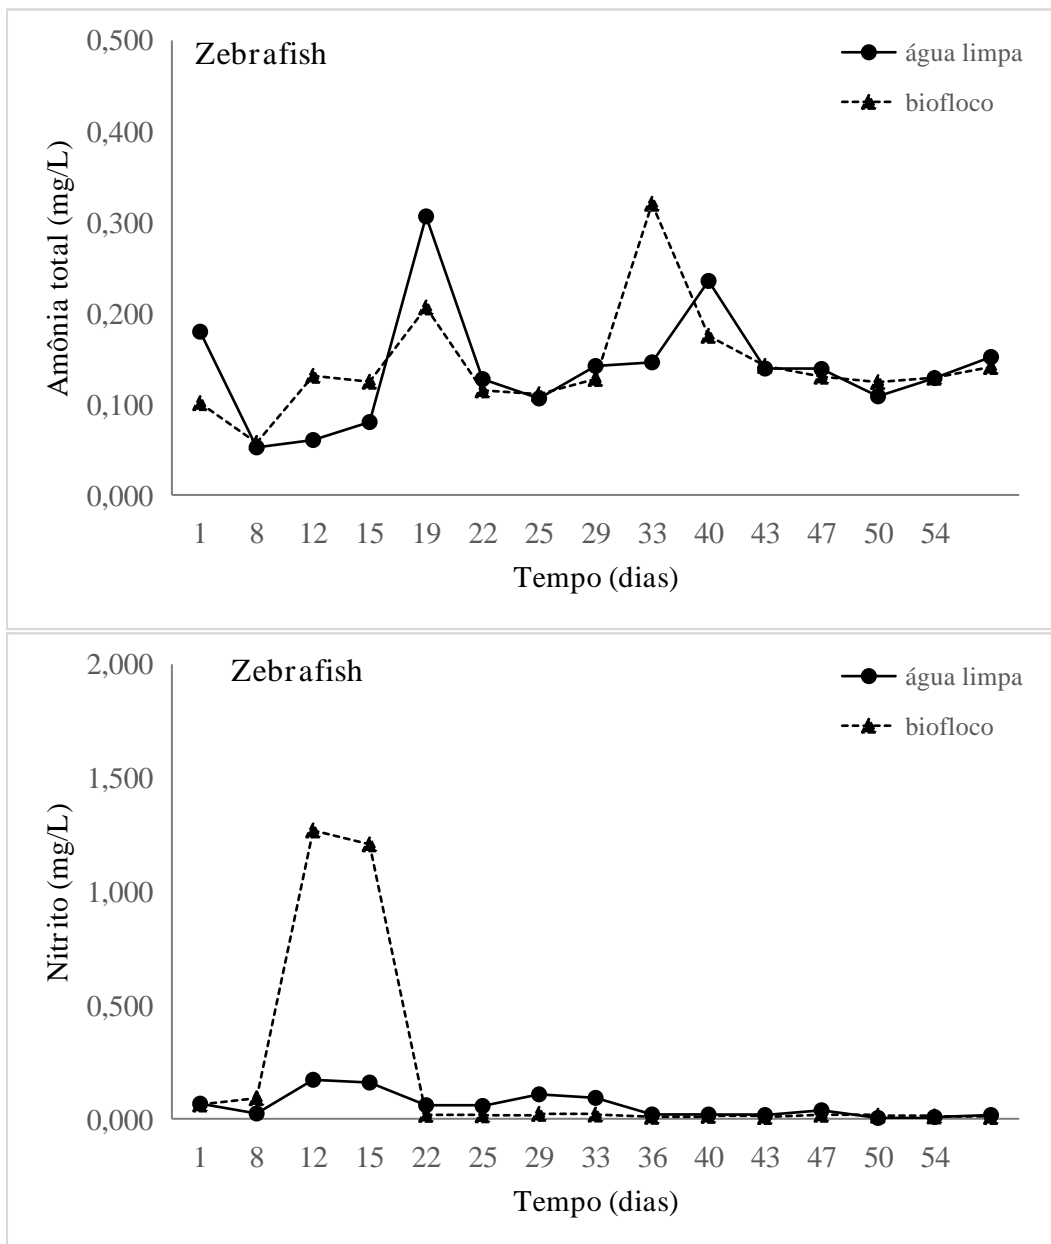 Zebrafish
água limpa
biofloco
Amônia total (mg/L)
0,500
0,400
0,300
0,200
0,100
0,000
1 8 12 15 19 22 25 29 33 40 43 47 50 54
Tempo (dias)
Zebrafish
água limpa
biofloco
Nitrito (mg/L)
2,000
1,500
1,000
0,500
0,000
1 8 12 15 22 25 29 33 36 40 43 47 50 54
Tempo (dias)